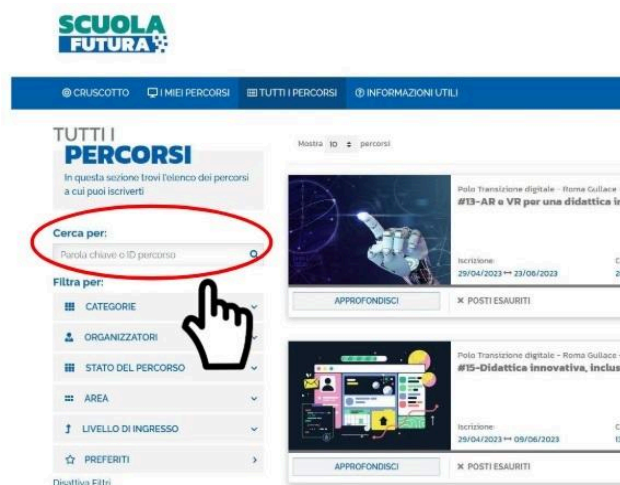 SCUOLA
FUTURA
CRUSCOTTO I MIEI PERCORSI TUTTI I PERCORSI INFORMAZIONI UTILI
TUTTI I
PERCORSI
In questa sezione trovi l'elenco dei percorsi
a cui puoi iscriverti
Cerca per:
Parola chiave o ID percorso
Filtra per:
CATEGORIE
ORGANIZZATORI
STATO DEL PERCORSO
AREA
LIVELLO DI INGRESSO
PREFERITI
Disattiva Filtri
Mostra 10 percorsi
Polo Transizione digitale - Roma Gullace
#13-AR e VR per una didattica
Iscrizione:
29/04/2023 ↔ 23/06/2023
APPROFONDISCI × POSTI ESAURITI
Polo Transizione digitale - Roma Gullace
#15-Didattica innovativa,
Iscrizione:
29/04/2023 ↔ 09/06/2023
APPROFONDISCI × POSTI ESAURITI